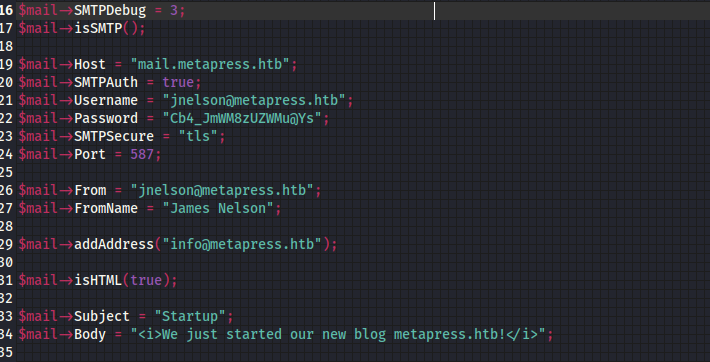 16 $mail->SMTPDebug = 3;
17 $mail->isSMTP();
18
19 $mail->Host = "mail.metapress.htb";
20 $mail->SMTPAuth = true;
21 $mail->Username = "jnelson@metapress.htb";
22 $mail->Password = "Cb4_JmWM8zUZWMu@Ys";
23 $mail->SMTPSecure = "tls";
24 $mail->Port = 587;
25
26 $mail->From = "jnelson@metapress.htb";
27 $mail->FromName = "James Nelson";
28
29 $mail->addAddress("info@metapress.htb");
30
31 $mail->isHTML(true);
32
33 $mail->Subject = "Startup";
34 $mail->Body = "<i>We just started our new blog metapress.htb!</i>";
35